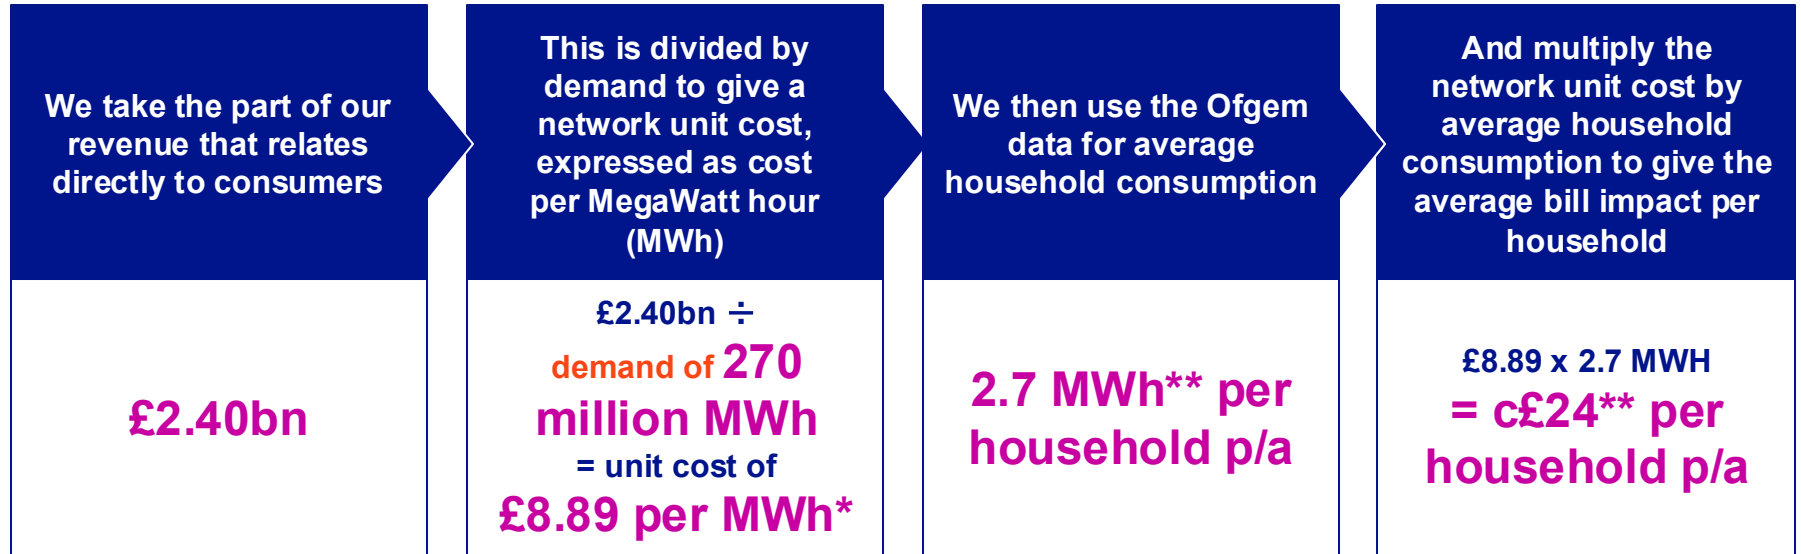 We take the part of our
revenue that relates
directly to consumers
£2.40bn
This is divided by
demand to give a
network unit cost,
expressed as cost
per MegaWatt hour
(MWh)
£2.40bn ÷
demand of 270
million MWh
= unit cost of
£8.89 per MWh*
We then use the Ofgem
data for average
household consumption
2.7 MWh** per
household p/a
And multiply the
network unit cost by
average household
consumption to give the
average bill impact per
household
£8.89 x 2.7 MWH
= c£24** per
household p/a